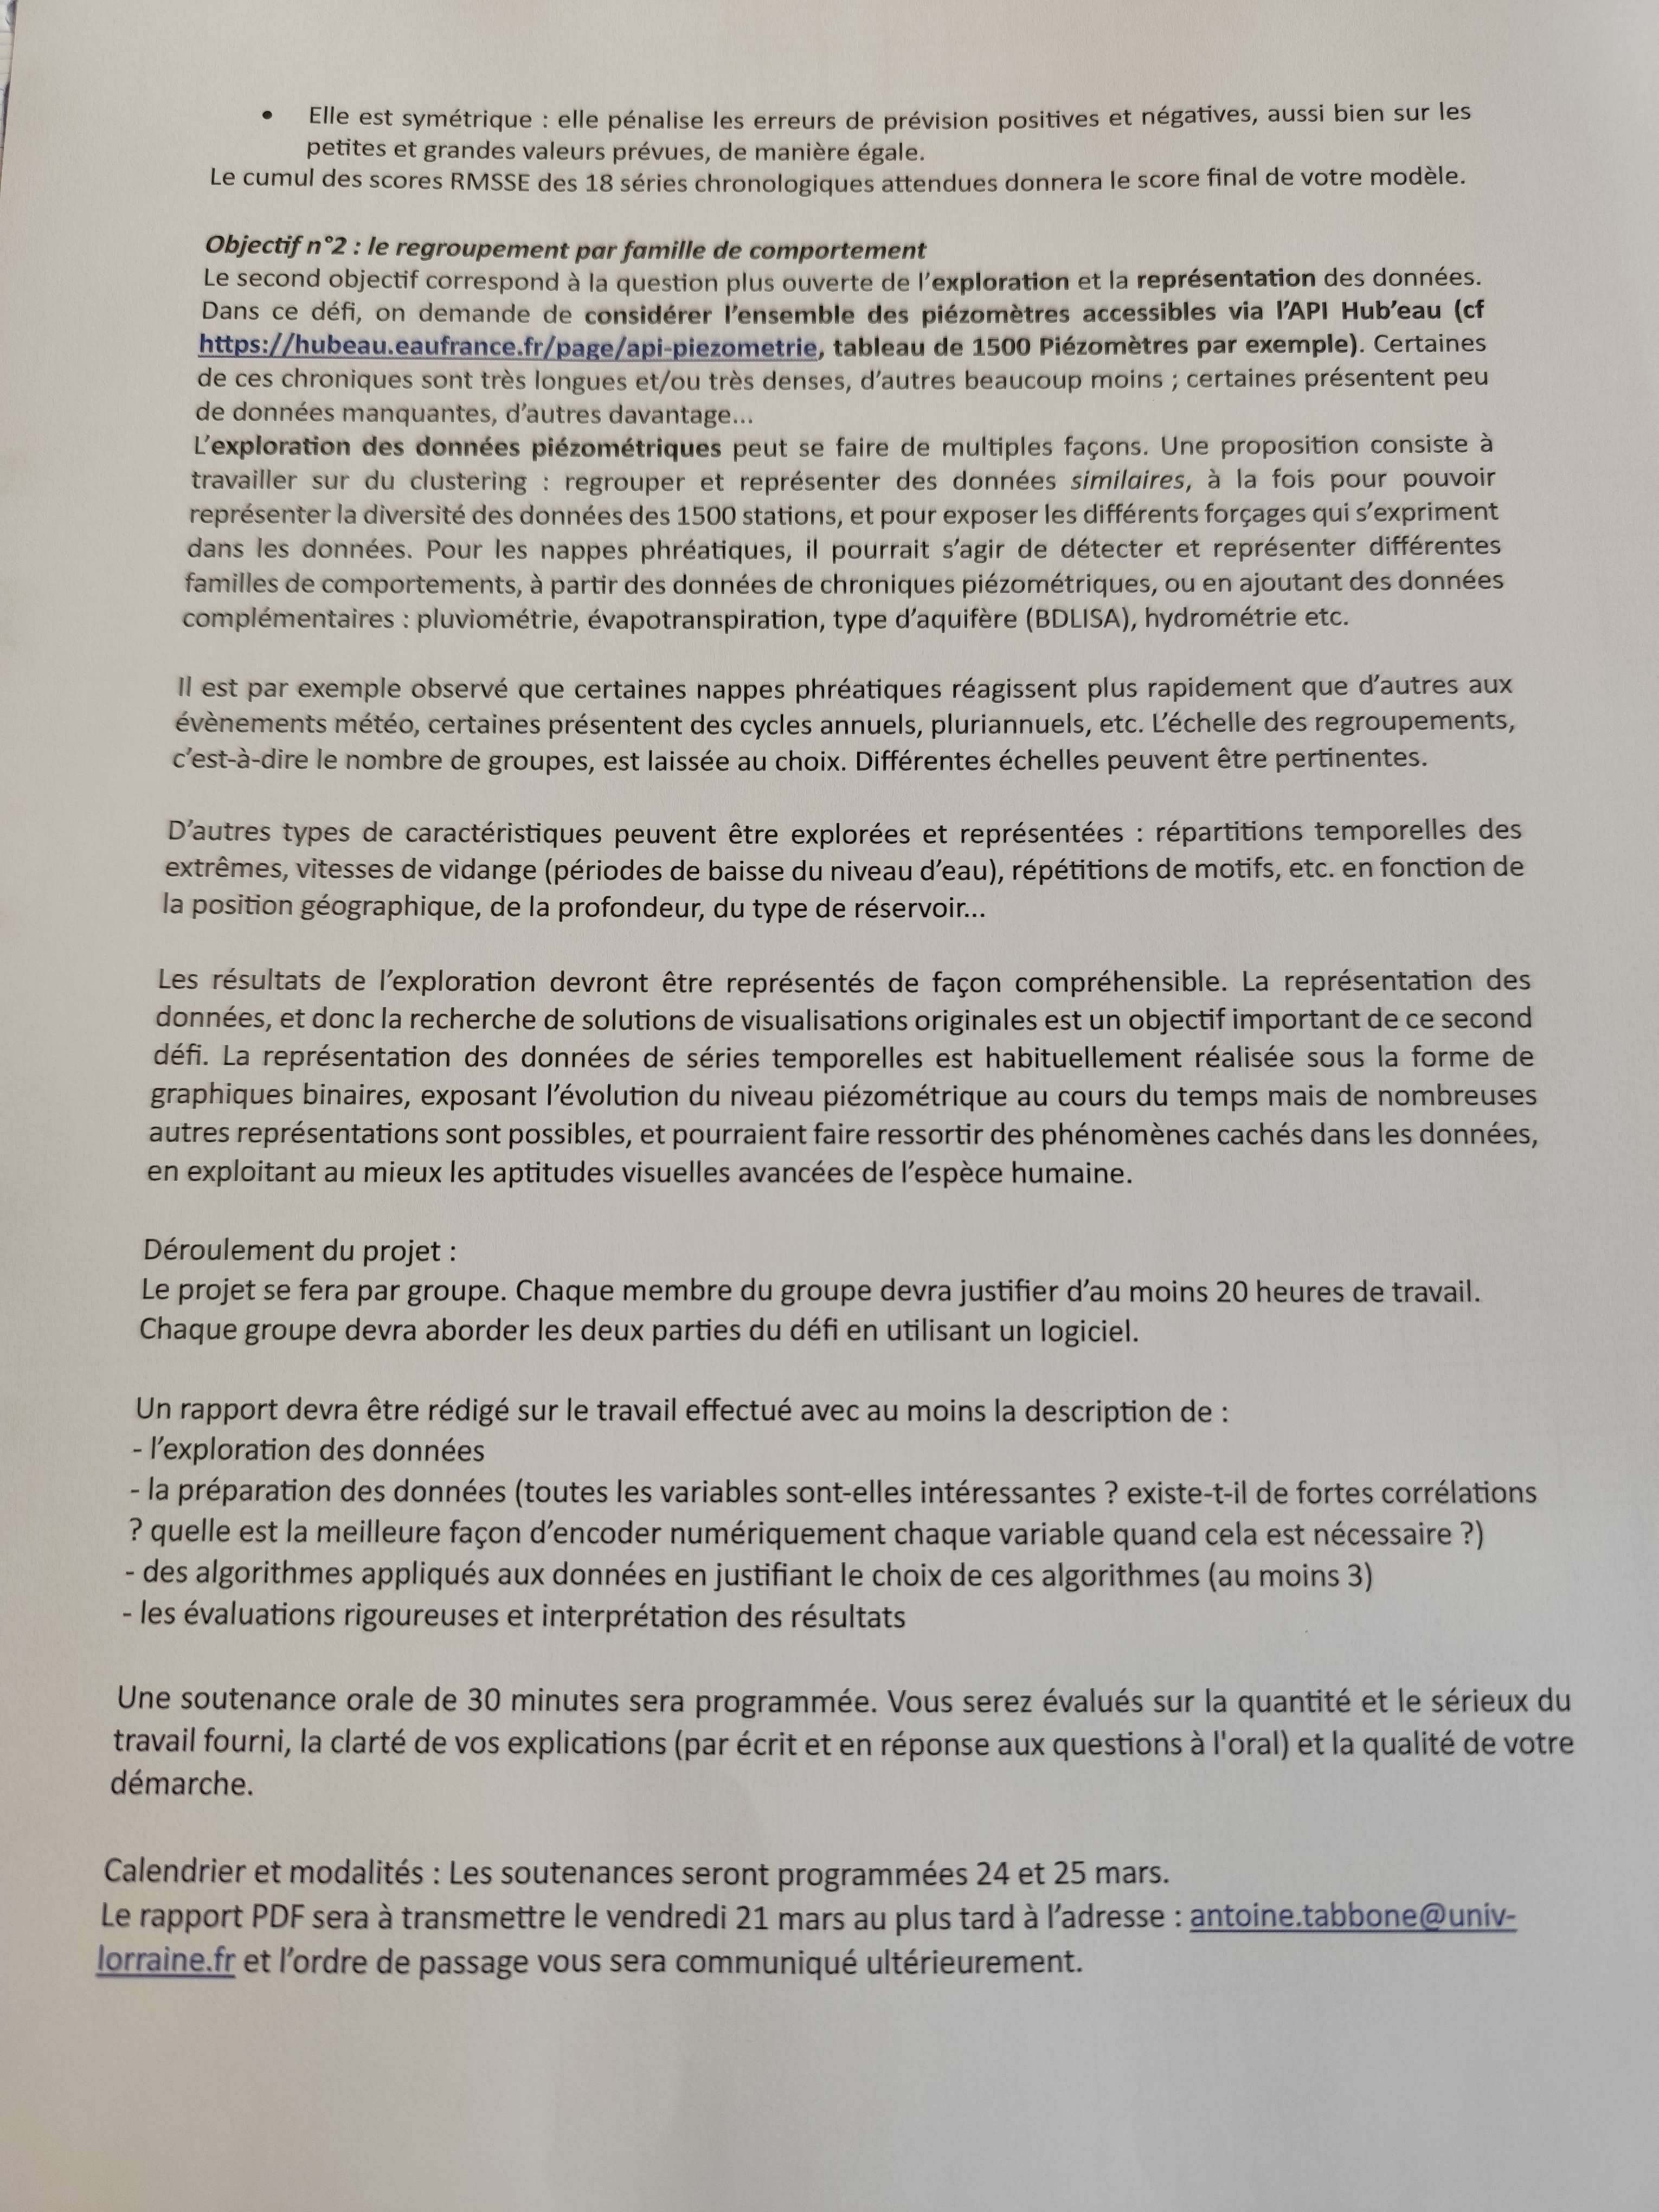 • Elle est symétrique : elle pénalise les erreurs de prévision positives et négatives, aussi bien sur les
petites et grandes valeurs prévues, de manière égale.
Le cumul des scores RMSSE des 18 séries chronologiques attendues donnera le score final de votre modèle.
Objectif n°2 : le regroupement par famille de comportement
Le second objectif correspond à la question plus ouverte de l'exploration et la représentation des données.
Dans ce défi, on demande de considérer l'ensemble des piézomètres accessibles via l'API Hub'eau (cf
https://hubeau.eaufrance.fr/page/api-piezometrie, tableau de 1500 Piézomètres par exemple). Certaines
de ces chroniques sont très longues et/ou très denses, d'autres beaucoup moins ; certaines présentent peu
de données manquantes, d'autres davantage...
L'exploration des données piézométriques peut se faire de multiples façons. Une proposition consiste à
travailler sur du clustering : regrouper et représenter des données similaires, à la fois pour pouvoir
représenter la diversité des données des 1500 stations, et pour exposer les différents forçages qui s'expriment
dans les données. Pour les nappes phréatiques, il pourrait s'agir de détecter et représenter différentes
familles de comportements, à partir des données de chroniques piézométriques, ou en ajoutant des données
complémentaires : pluviométrie, évapotranspiration, type d'aquifère (BDLISA), hydrométrie etc.
Il est par exemple observé que certaines nappes phréatiques réagissent plus rapidement que d'autres aux
évènements météo, certaines présentent des cycles annuels, pluriannuels, etc. L'échelle des regroupements,
c'est-à-dire le nombre de groupes, est laissée au choix. Différentes échelles peuvent être pertinentes.
D'autres types de caractéristiques peuvent être explorées et représentées : répartitions temporelles des
extrêmes, vitesses de vidange (périodes de baisse du niveau d'eau), répétitions de motifs, etc. en fonction de
la position géographique, de la profondeur, du type de réservoir...
Les résultats de l'exploration devront être représentés de façon compréhensible. La représentation des
données, et donc la recherche de solutions de visualisations originales est un objectif important de ce second
défi. La représentation des données de séries temporelles est habituellement réalisée sous la forme de
graphiques binaires, exposant l'évolution du niveau piézométrique au cours du temps mais de nombreuses
autres représentations sont possibles, et pourraient faire ressortir des phénomènes cachés dans les données,
en exploitant au mieux les aptitudes visuelles avancées de l'espèce humaine.
Déroulement du projet :
Le projet se fera par groupe. Chaque membre du groupe devra justifier d'au moins 20 heures de travail.
Chaque groupe devra aborder les deux parties du défi en utilisant un logiciel.
Un rapport devra être rédigé sur le travail effectué avec au moins la description de :
- l'exploration des données
- la préparation des données (toutes les variables sont-elles intéressantes ? existe-t-il de fortes corrélations
? quelle est la meilleure façon d'encoder numériquement chaque variable quand cela est nécessaire ?)
- des algorithmes appliqués aux données en justifiant le choix de ces algorithmes (au moins 3)
- les évaluations rigoureuses et interprétation des résultats
Une soutenance orale de 30 minutes sera programmée. Vous serez évalués sur la quantité et le sérieux du
travail fourni, la clarté de vos explications (par écrit et en réponse aux questions à l'oral) et la qualité de votre
démarche.
Calendrier et modalités : Les soutenances seront programmées 24 et 25 mars.
Le rapport PDF sera à transmettre le vendredi 21 mars au plus tard à l'adresse : antoine.tabbone@univ-
lorraine.fr et l'ordre de passage vous sera communiqué ultérieurement.